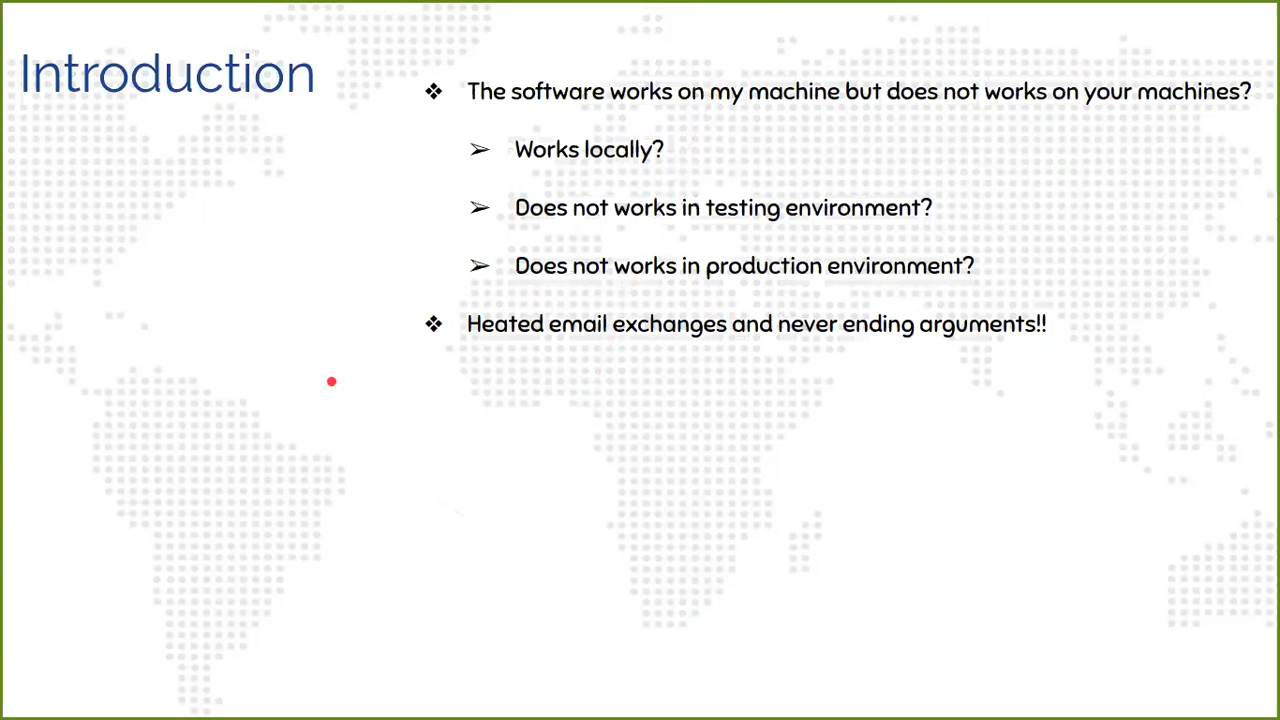 Introduction
❖ The software works on my machine but does not works on your machines?
➢ Works locally?
➢ Does not works in testing environment?
➢ Does not works in production environment?
❖ Heated email exchanges and never ending arguments!!